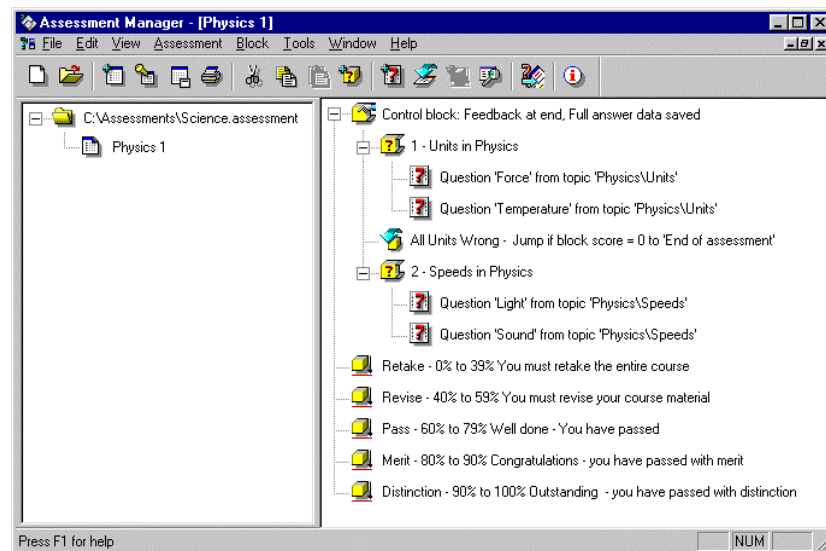 Assessment Manager - [Physics 1]
File Edit View Assessment Block Tools Window Help
C:\Assessments\Science.assessment
Physics 1
Control block: Feedback at end, Full answer data saved
1 - Units in Physics
Question 'Force' from topic 'Physics\Units'
Question 'Temperature' from topic 'Physics\Units'
All Units Wrong - Jump if block score = 0 to 'End of assessment'
2 - Speeds in Physics
Question 'Light' from topic 'Physics\Speeds'
Question 'Sound' from topic 'Physics\Speeds'
Retake - 0% to 39% You must retake the entire course
Revise - 40% to 59% You must revise your course material
Pass - 60% to 79% Well done - You have passed
Merit - 80% to 90% Congratulations - you have passed with merit
Distinction - 90% to 100% Outstanding - you have passed with distinction
Press F1 for help
NUM